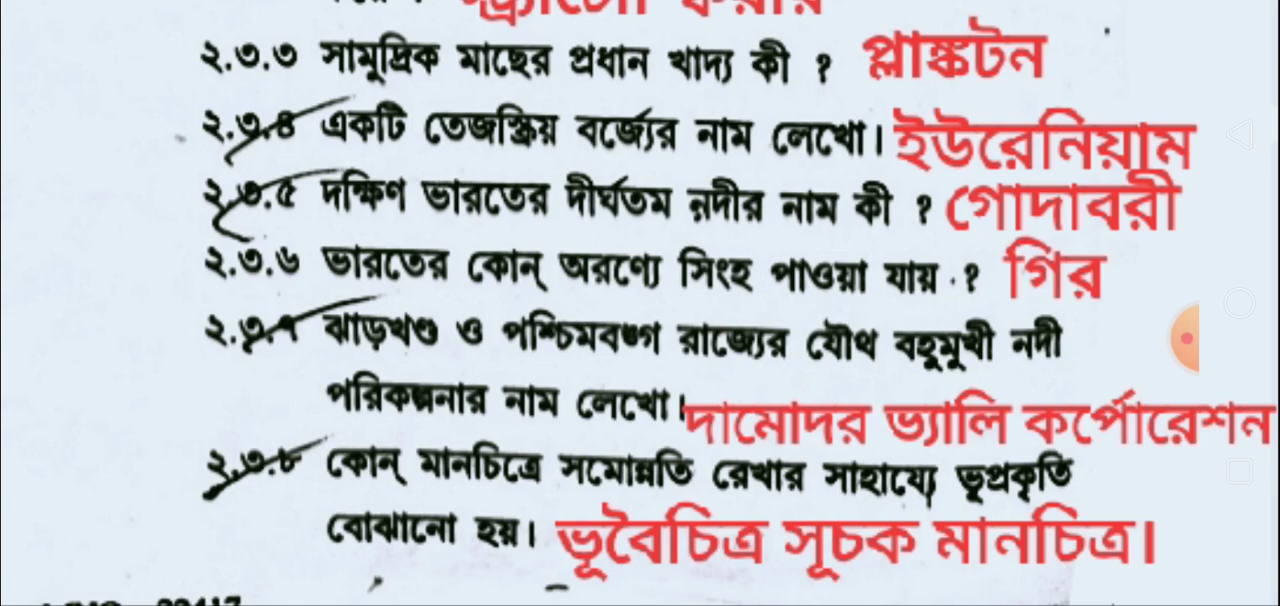 ২.৩.৩ সামুদ্রিক মাছের প্রধান খাদ্য কী ? প্লাঙ্কটন
২.৩.৪ একটি তেজস্ক্রিয় বর্জ্যের নাম লেখো। ইউরেনিয়াম
২.৩.৫ দক্ষিণ ভারতের দীর্ঘতম নদীর নাম কী ? গোদাবরী
২.৩.৬ ভারতের কোন্ অরণ্যে সিংহ পাওয়া যায় ? গির
২.৩.৭ ঝাড়খণ্ড ও পশ্চিমবঙ্গ রাজ্যের যৌথ বহুমুখী নদী
পরিকল্পনার নাম লেখো। দামোদর ভ্যালি কর্পোরেশন
২.৩.৮ কোন্ মানচিত্রে সমোন্নতি রেখার সাহায্যে ভূপ্রকৃতি
বোঝানো হয়। ভূবৈচিত্র সূচক মানচিত্র।